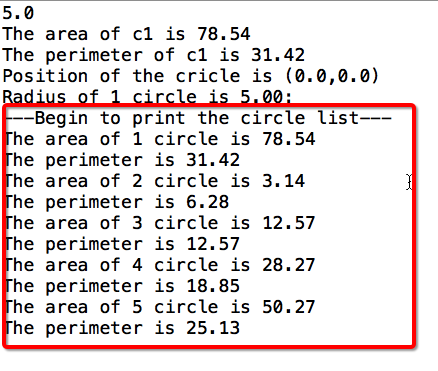 5.0
The area of c1 is 78.54
The perimeter of c1 is 31.42
Position of the cricle is (0.0,0.0)
Radius of 1 circle is 5.00:
---Begin to print the circle list---
The area of 1 circle is 78.54
The perimeter is 31.42
The area of 2 circle is 3.14
The perimeter is 6.28
The area of 3 circle is 12.57
The perimeter is 12.57
The area of 4 circle is 28.27
The perimeter is 18.85
The area of 5 circle is 50.27
The perimeter is 25.13